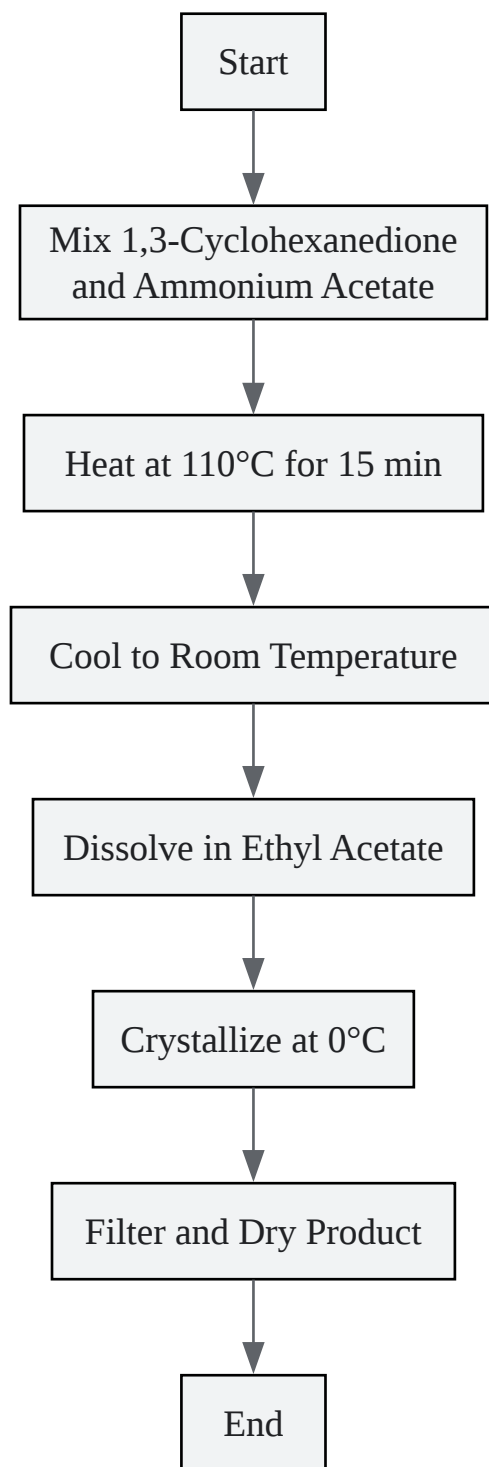 Start
Mix 1,3-Cyclohexanedione
and Ammonium Acetate
Heat at 110°C for 15 min
Cool to Room Temperature
Dissolve in Ethyl Acetate
Crystallize at 0°C
Filter and Dry Product
End